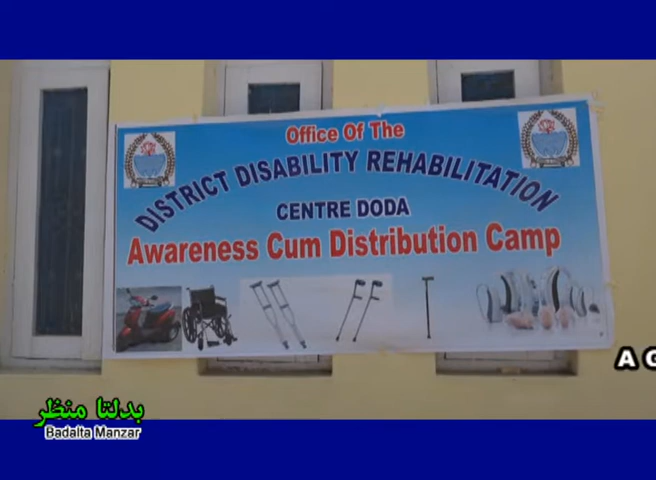 Office Of The
DISTRICT DISABILITY REHABILITATION
CENTRE DODA
Awareness Cum Distribution Camp
A G
بدلتا منظر
Badalta Manzar